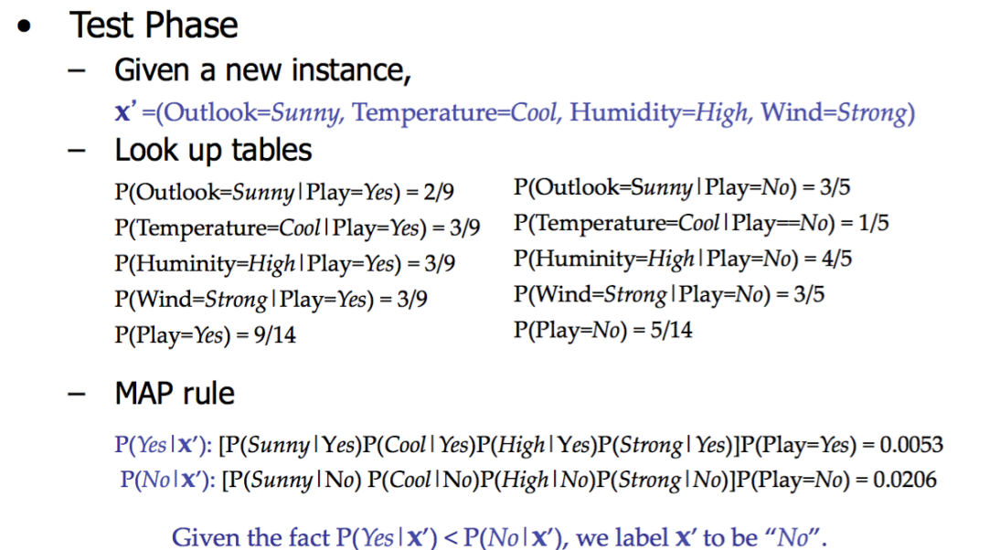 • Test Phase
– Given a new instance,
x’ =(Outlook=Sunny, Temperature=Cool, Humidity=High, Wind=Strong)
– Look up tables
P(Outlook=Sunny|Play=Yes) = 2/9
P(Temperature=Cool|Play=Yes) = 3/9
P(Huminity=High|Play=Yes) = 3/9
P(Wind=Strong|Play=Yes) = 3/9
P(Play=Yes) = 9/14
P(Outlook=Sunny|Play=No) = 3/5
P(Temperature=Cool|Play==No) = 1/5
P(Huminity=High|Play=No) = 4/5
P(Wind=Strong|Play=No) = 3/5
P(Play=No) = 5/14
– MAP rule
P(Yes|x′): [P(Sunny|Yes)P(Cool|Yes)P(High|Yes)P(Strong|Yes)]P(Play=Yes) = 0.0053
P(No|x′): [P(Sunny|No) P(Cool|No)P(High|No)P(Strong|No)]P(Play=No) = 0.0206
Given the fact P(Yes|x′) < P(No|x′), we label x′ to be “No”.